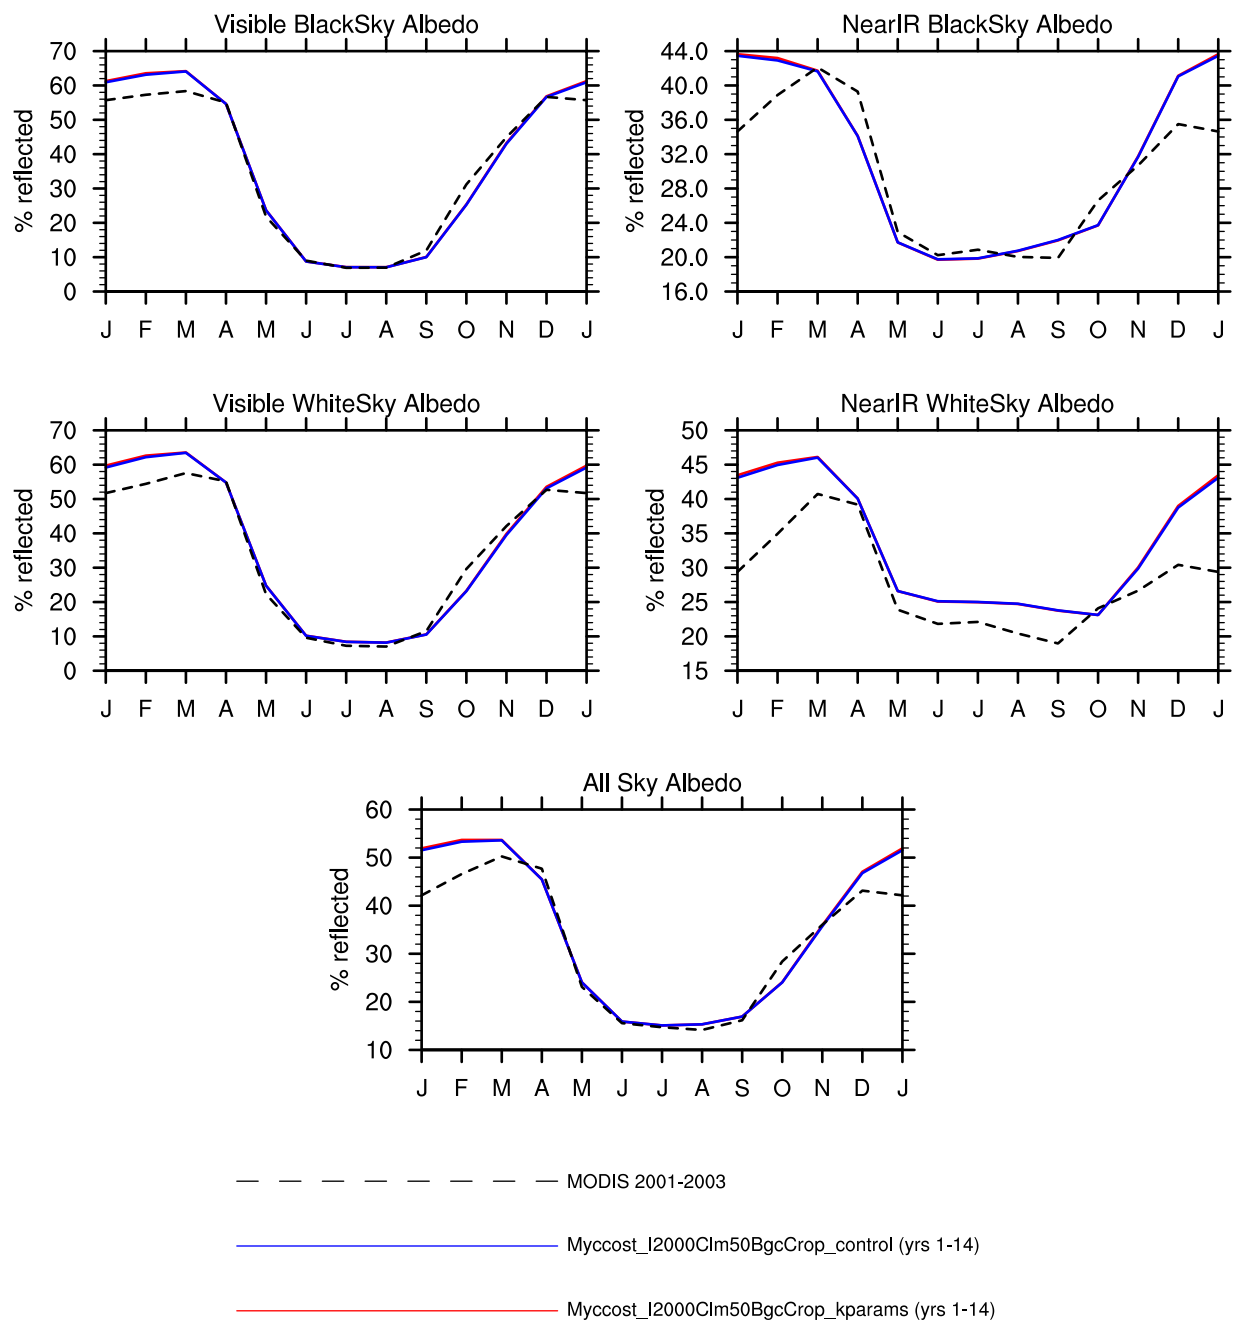 Visible BlackSky Albedo
% reflected
70
60
50
40
30
20
10
0
J F M A M J J A S O N D J
NearIR BlackSky Albedo
% reflected
44.0
40.0
36.0
32.0
28.0
24.0
20.0
16.0
J F M A M J J A S O N D J
Visible WhiteSky Albedo
% reflected
70
60
50
40
30
20
10
0
J F M A M J J A S O N D J
NearIR WhiteSky Albedo
% reflected
50
45
40
35
30
25
20
15
J F M A M J J A S O N D J
All Sky Albedo
% reflected
60
50
40
30
20
10
J F M A M J J A S O N D J
MODIS 2001-2003
Myccost_I2000Clm50BgcCrop_control (yrs 1-14)
Myccost_I2000Clm50BgcCrop_kparams (yrs 1-14)